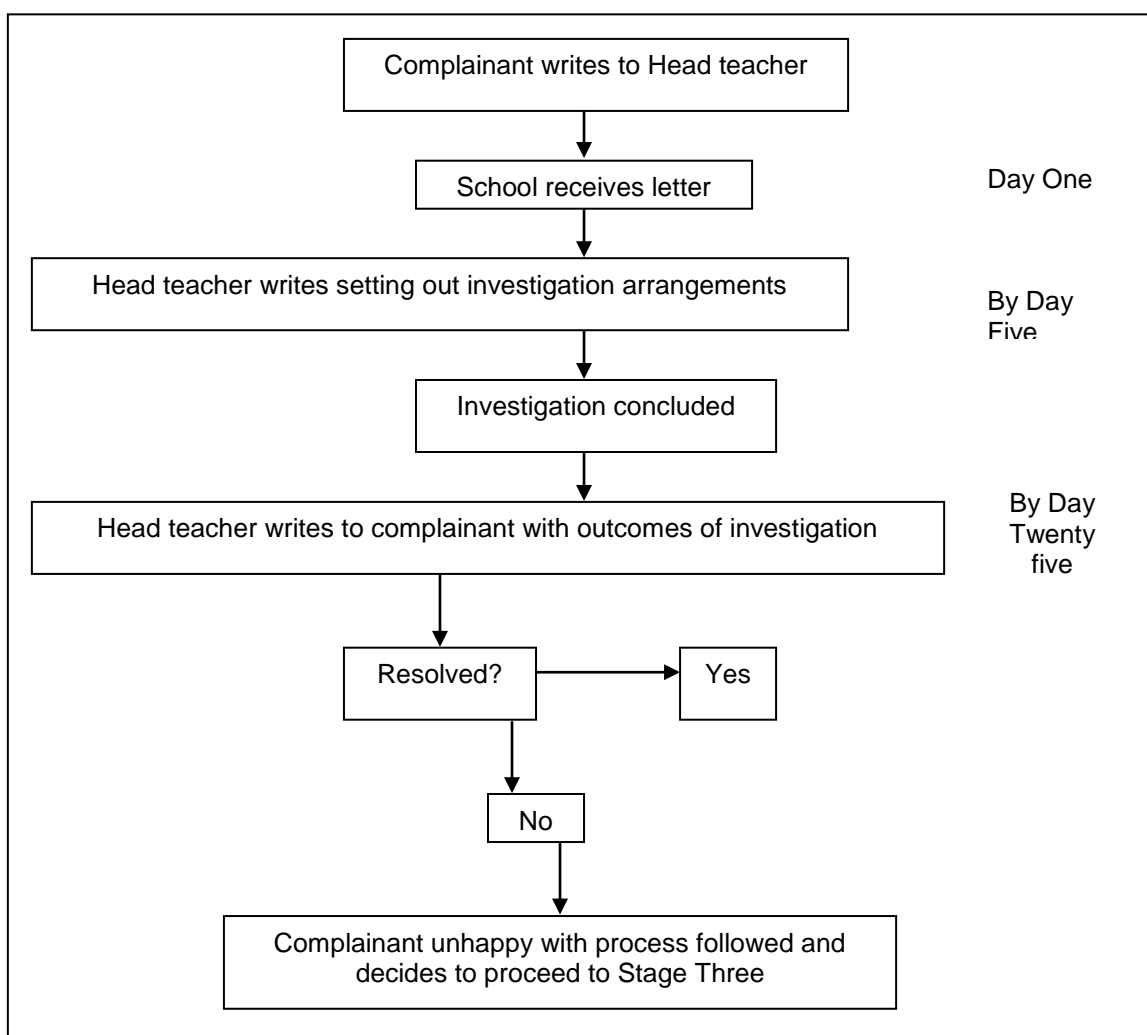 Complainant writes to Head teacher
School receives letter
Day One
Head teacher writes setting out investigation arrangements
By Day
Five
Investigation concluded
Head teacher writes to complainant with outcomes of investigation
By Day
Twenty
five
Resolved?
Yes
No
Complainant unhappy with process followed and
decides to proceed to Stage Three